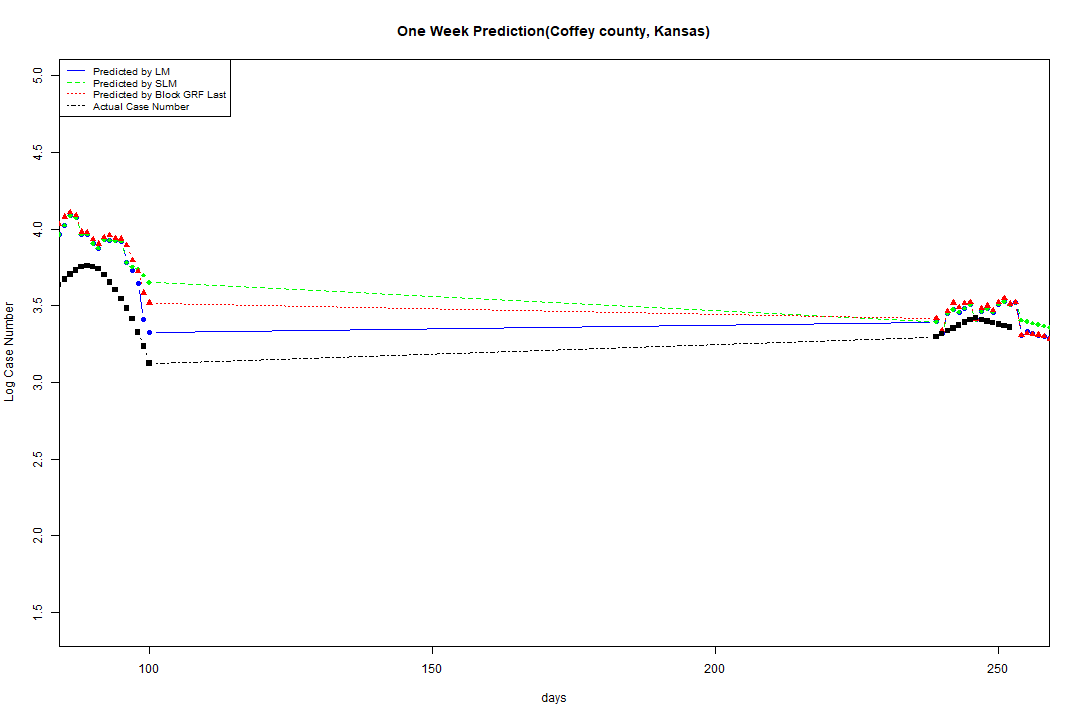 One Week Prediction(Coffey county, Kansas)
Predicted by LM
Predicted by SLM
Predicted by Block GRF Last
Actual Case Number
5.0
4.5
4.0
3.5
3.0
2.5
2.0
1.5
Log Case Number
100
150
200
250
days